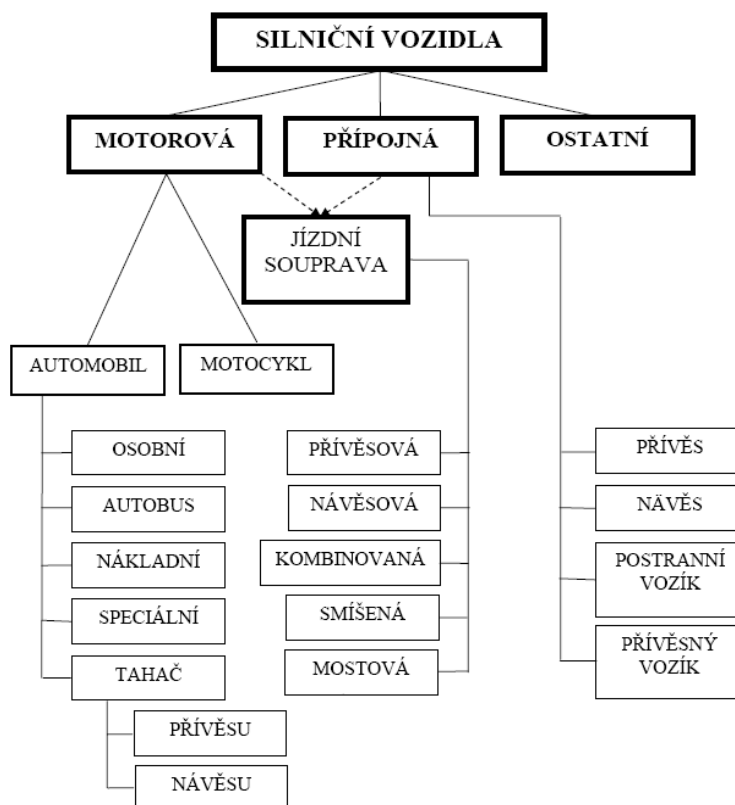 SILNIČNÍ VOZIDLA
MOTOROVÁ
PŘÍPOJNÁ
OSTATNÍ
JÍZDNÍ
SOUPRAVA
AUTOMOBIL
MOTOCYKL
OSOBNÍ
AUTOBUS
NÁKLADNÍ
SPECIÁLNÍ
TAHAČ
PŘÍVĚSU
NÁVĚSU
PŘÍVĚSOVÁ
NÁVĚSOVÁ
KOMBINOVANÁ
SMÍŠENÁ
MOSTOVÁ
PŘÍVĚS
NÄVĚS
POSTRANNÍ
VOZÍK
PŘÍVĚSNÝ
VOZÍK